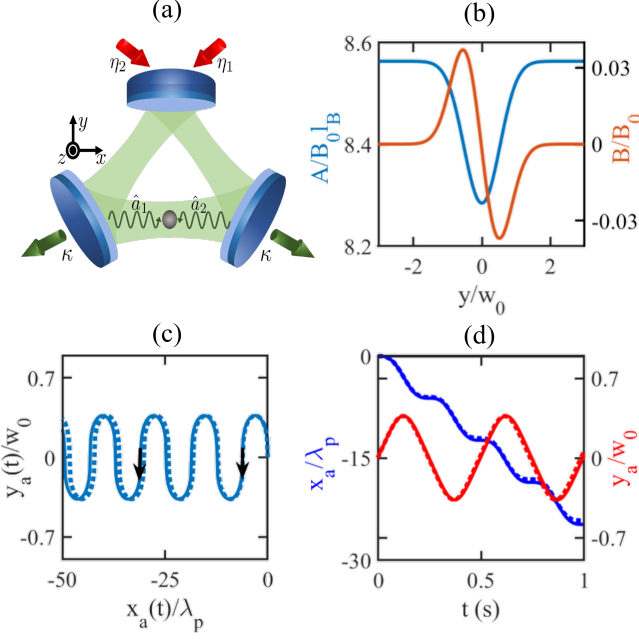 (a)
η₂
η₁
y
z
x
â₁
â₂
κ
κ
(b)
8.6
8.4
8.2
A/B₀l_B
0.03
0
-0.03
B/B₀
-2
0
2
y/w₀
(c)
0.7
0
-0.7
yₐ(t)/w₀
-50
-25
0
xₐ(t)/λₚ
(d)
0
-15
-30
xₐ/λₚ
0.7
0
-0.7
yₐ/w₀
0
0.5
1
t (s)